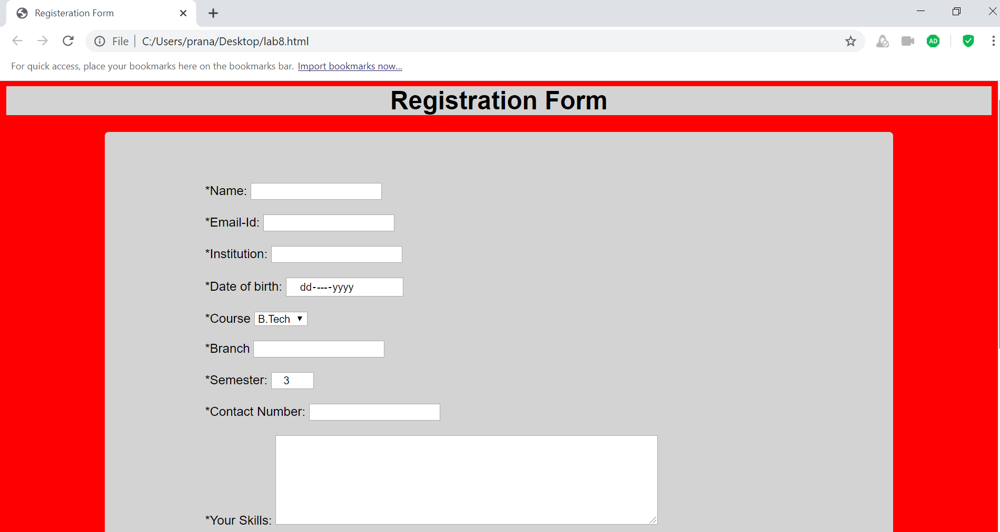 Registeration Form
File C:/Users/prana/Desktop/lab8.html
AD
For quick access, place your bookmarks here on the bookmarks bar. Import bookmarks now...
Registration Form
*Name:
*Email-Id:
*Institution:
*Date of birth: dd-----yyyy
*Course B.Tech
*Branch
*Semester: 3
*Contact Number:
*Your Skills: